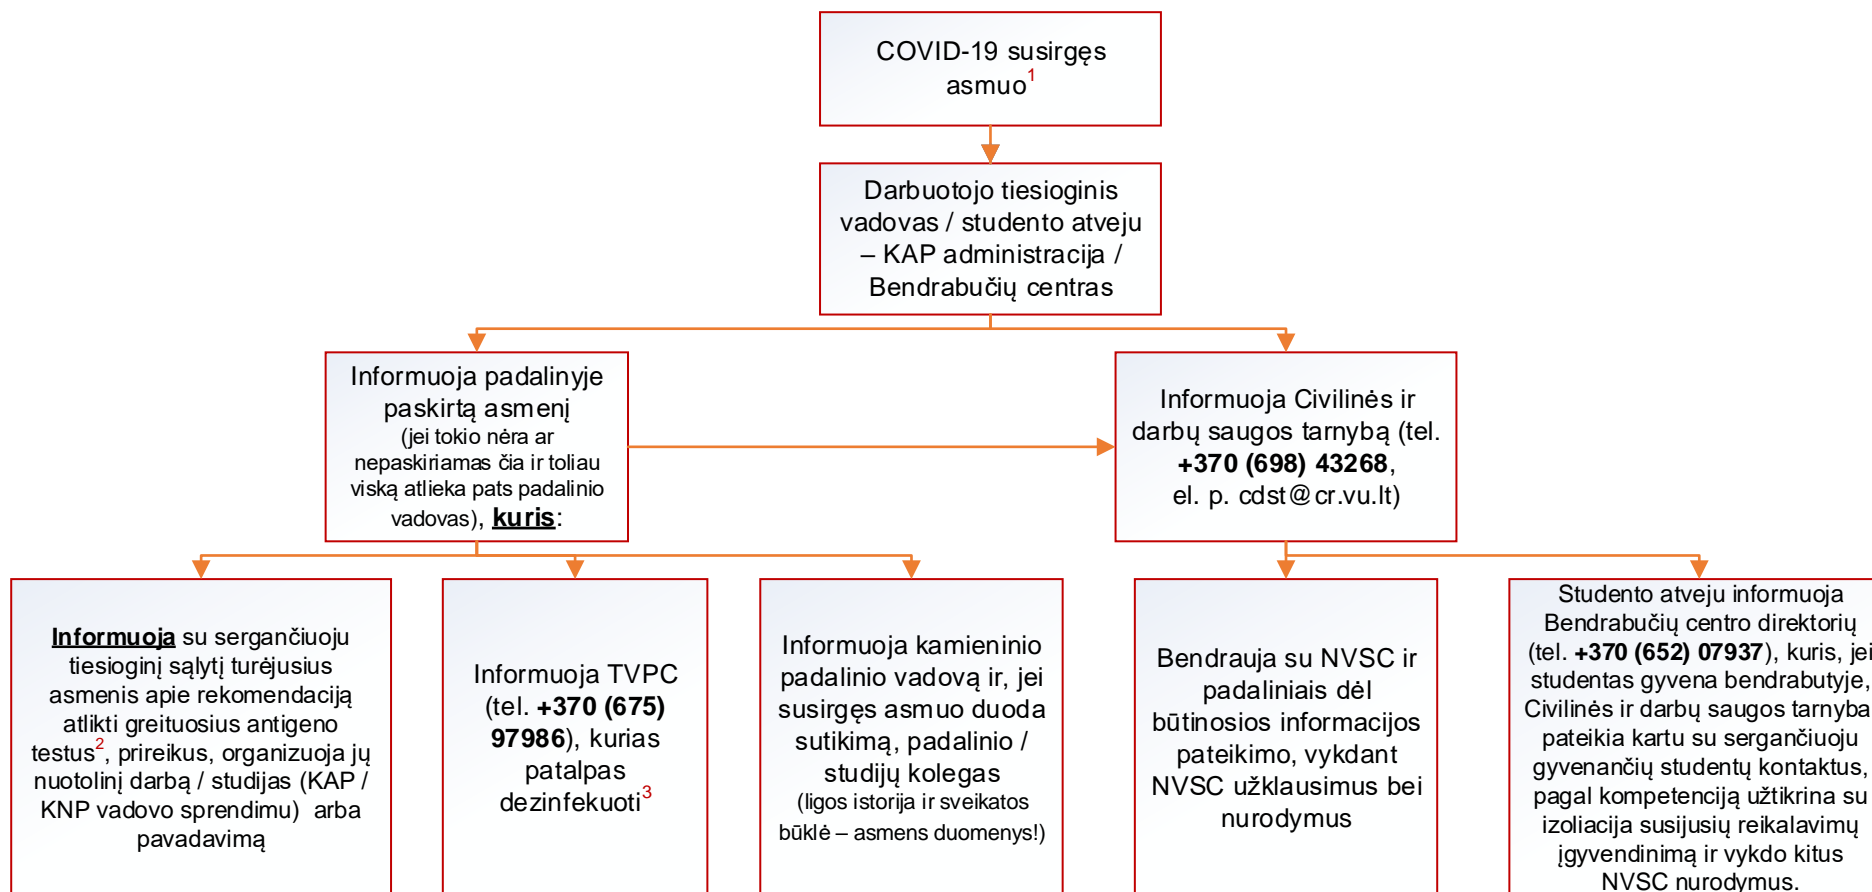 COVID-19 susirgęs
asmuo1
Darbuotojo tiesioginis
vadovas / studento atveju
– KAP administracija /
Bendrabučių centras
Informuoja padalinyje
paskirtą asmenį
(jei tokio nėra ar
nepaskiriamas čia ir toliau
viską atlieka pats padalinio
vadovas), kuris:
Informuoja Civilinės ir
darbų saugos tarnybą (tel.
+370 (698) 43268,
el. p. cdst@cr.vu.lt)
Informuoja su sergančiuoju
tiesioginį sąlytį turėjusius
asmenis apie rekomendaciją
atlikti greituosius antigeno
testus2, prireikus, organizuoja jų
nuotolinį darbą / studijas (KAP /
KNP vadovo sprendimu) arba
pavadavimą
Informuoja TVPC
(tel. +370 (675)
97986), kurias
patalpas
dezinfekuoti3
Informuoja kamieninio
padalinio vadovą ir, jei
susirgęs asmuo duoda
sutikimą, padalinio /
studijų kolegas
(ligos istorija ir sveikatos
būklė – asmens duomenys!)
Bendrauja su NVSC ir
padaliniais dėl
būtinosios informacijos
pateikimo, vykdant
NVSC užklausimus bei
nurodymus
Studento atveju informuoja
Bendrabučių centro direktorių
(tel. +370 (652) 07937), kuris, jei
studentas gyvena bendrabutyje,
Civilinės ir darbų saugos tarnybai
pateikia kartu su sergančiuoju
gyvenančių studentų kontaktus,
pagal kompetenciją užtikrina su
izoliacija susijusių reikalavimų
įgyvendinimą ir vykdo kitus
NVSC nurodymus.